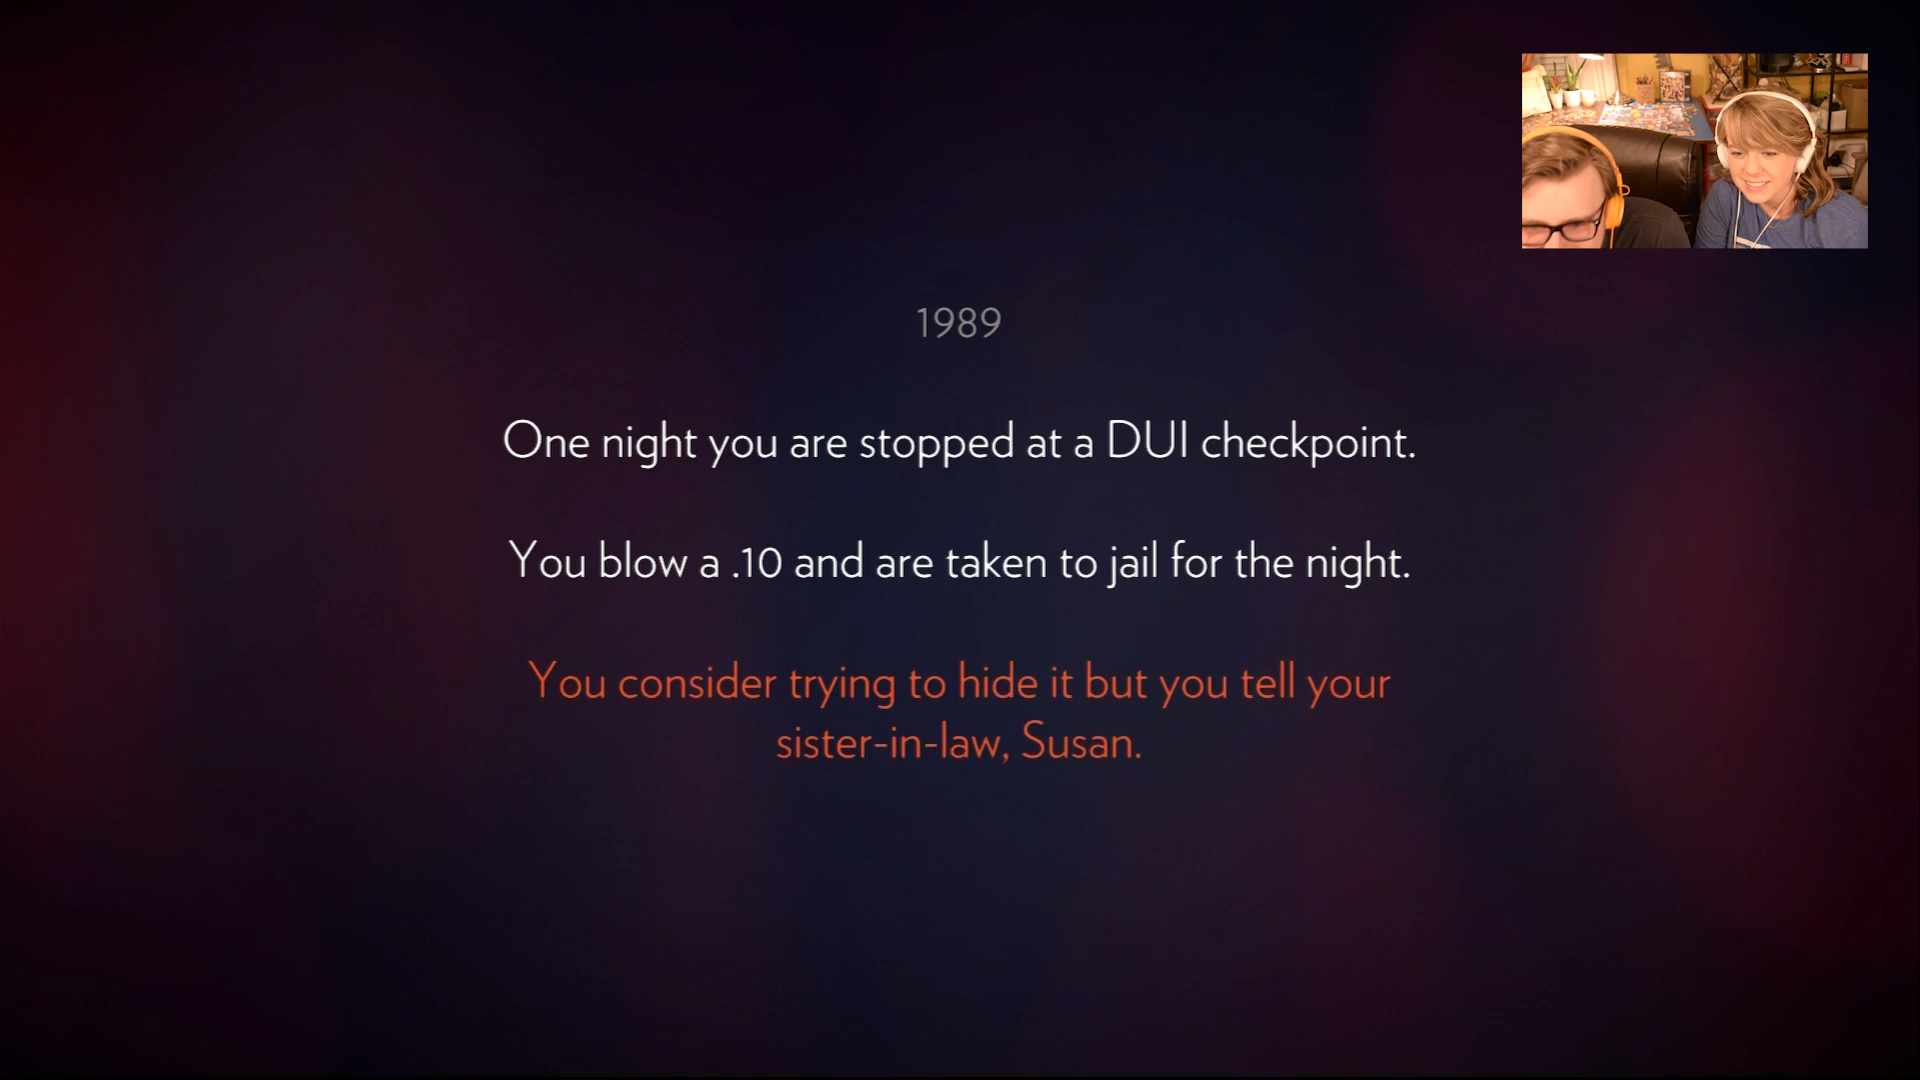 1989
One night you are stopped at a DUI checkpoint.
You blow a .10 and are taken to jail for the night.
You consider trying to hide it but you tell your
sister-in-law, Susan.